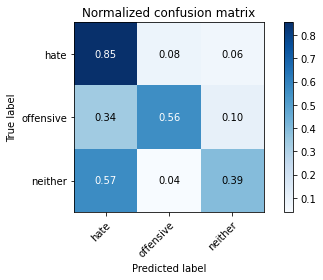 Normalized confusion matrix
True label
hate
0.85 0.08 0.06
offensive
0.34 0.56 0.10
neither
0.57 0.04 0.39
hate
offensive
neither
Predicted label
0.8
0.7
0.6
0.5
0.4
0.3
0.2
0.1